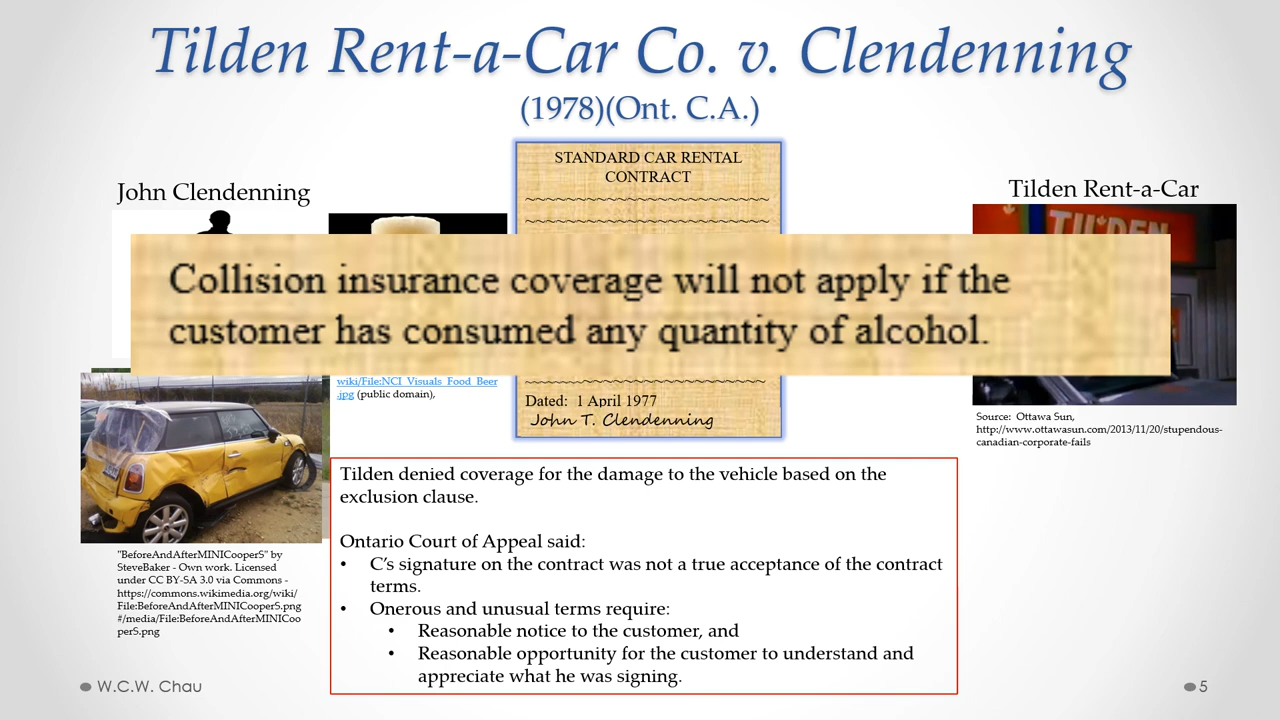 Tilden Rent-a-Car Co. v. Clendenning
(1978)(Ont. C.A.)
STANDARD CAR RENTAL
CONTRACT
John Clendenning
Tilden Rent-a-Car
TILDEN
Collision insurance coverage will not apply if the
customer has consumed any quantity of alcohol.
wiki/File:NCI_Visuals_Food_Beer
.jpg (public domain),
Dated: 1 April 1977
John T. Clendenning
Source: Ottawa Sun,
http://www.ottawasun.com/2013/11/20/stupendous-
canadian-corporate-fails
Tilden denied coverage for the damage to the vehicle based on the
exclusion clause.
Ontario Court of Appeal said:
• C’s signature on the contract was not a true acceptance of the contract
terms.
• Onerous and unusual terms require:
• Reasonable notice to the customer, and
• Reasonable opportunity for the customer to understand and
appreciate what he was signing.
"BeforeAndAfterMINICooperS" by
SteveBaker - Own work. Licensed
under CC BY-SA 3.0 via Commons -
https://commons.wikimedia.org/wiki/
File:BeforeAndAfterMINICooperS.png
#/media/File:BeforeAndAfterMINICoo
perS.png
W.C.W. Chau
5